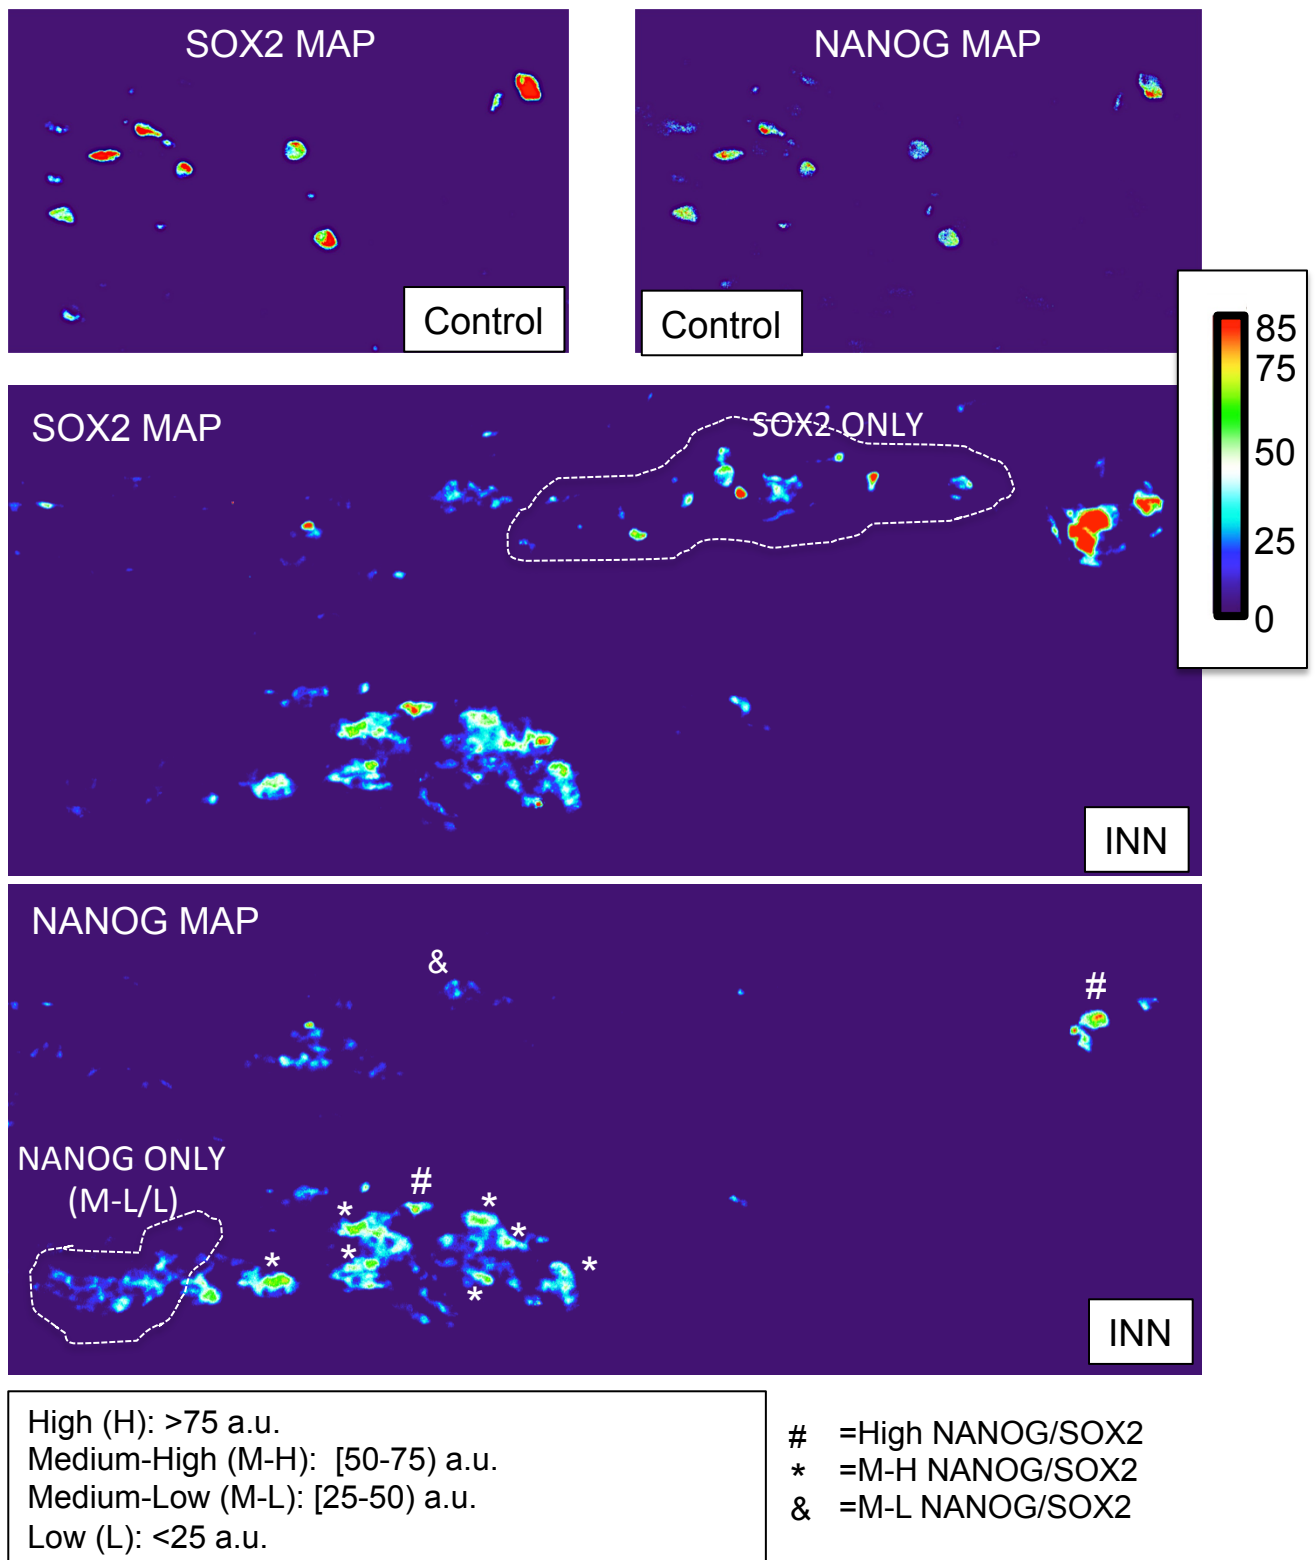 SOX2 MAP
NANOG MAP
Control
Control
85
75
50
25
0
SOX2 MAP
SOX2 ONLY
INN
NANOG MAP
&
#
NANOG ONLY
(M-L/L)
#
*
*
*
*
*
*
*
INN
High (H): >75 a.u.
Medium-High (M-H): [50-75) a.u.
Medium-Low (M-L): [25-50) a.u.
Low (L): <25 a.u.
# =High NANOG/SOX2
* =M-H NANOG/SOX2
& =M-L NANOG/SOX2